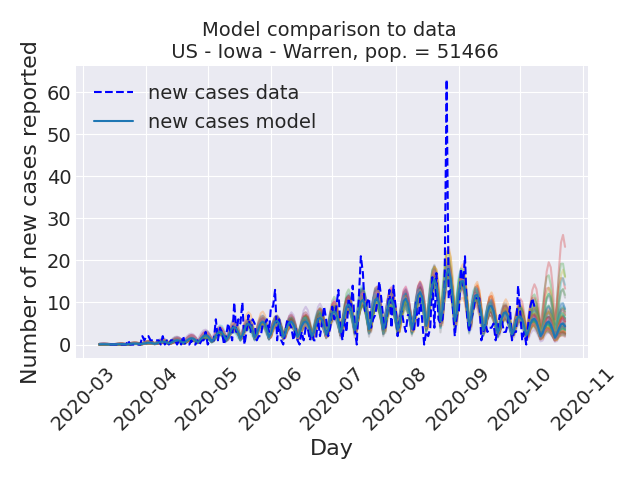 Model comparison to data
US - Iowa - Warren, pop. = 51466
Number of new cases reported
60
50
40
30
20
10
0
new cases data
new cases model
2020-03
2020-04
2020-05
2020-06
2020-07
2020-08
2020-09
2020-10
2020-11
Day